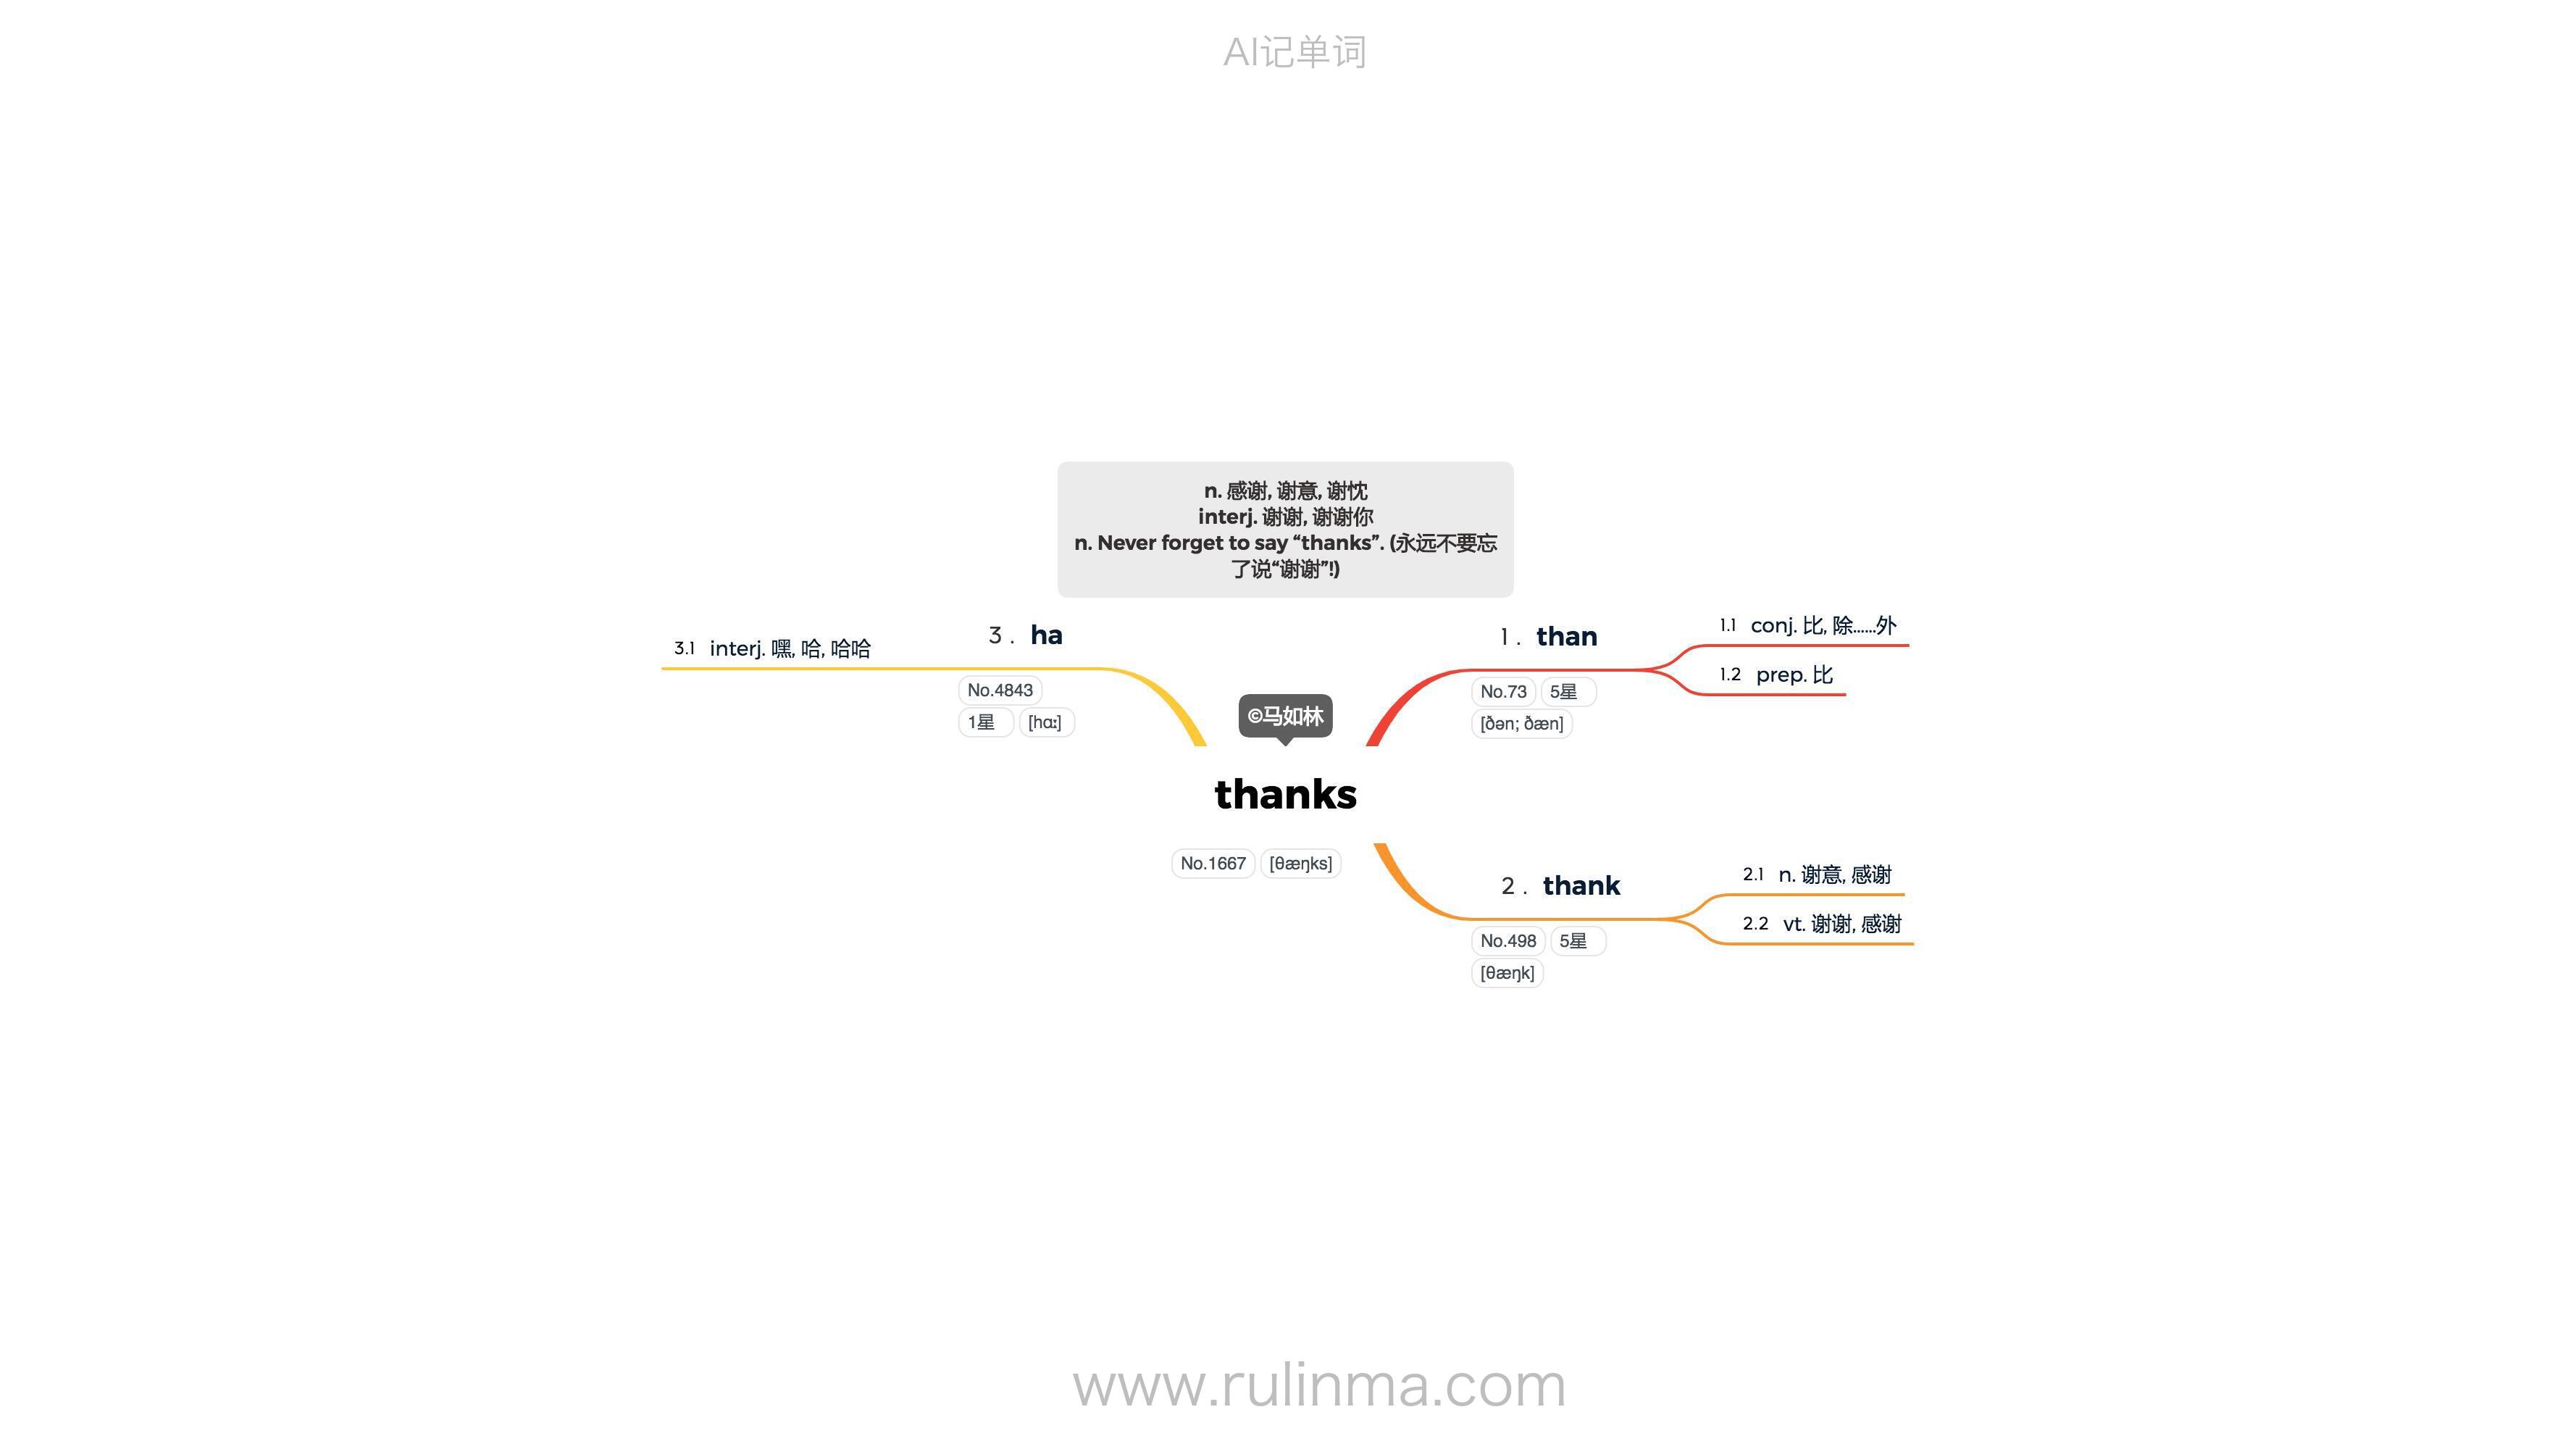 AI记单词
n. 感谢, 谢意, 谢忱
interj. 谢谢, 谢谢你
n. Never forget to say “thanks”. (永远不要忘
了说“谢谢”!)
©马如林
thanks
No.1667 [θæŋks]
1 . than
No.73 5星
[ðən; ðæn]
1.1 conj. 比, 除......外
1.2 prep. 比
2 . thank
No.498 5星
[θæŋk]
2.1 n. 谢意, 感谢
2.2 vt. 谢谢, 感谢
3 . ha
No.4843
1星 [hɑː]
3.1 interj. 嘿, 哈, 哈哈
www.rulinma.com